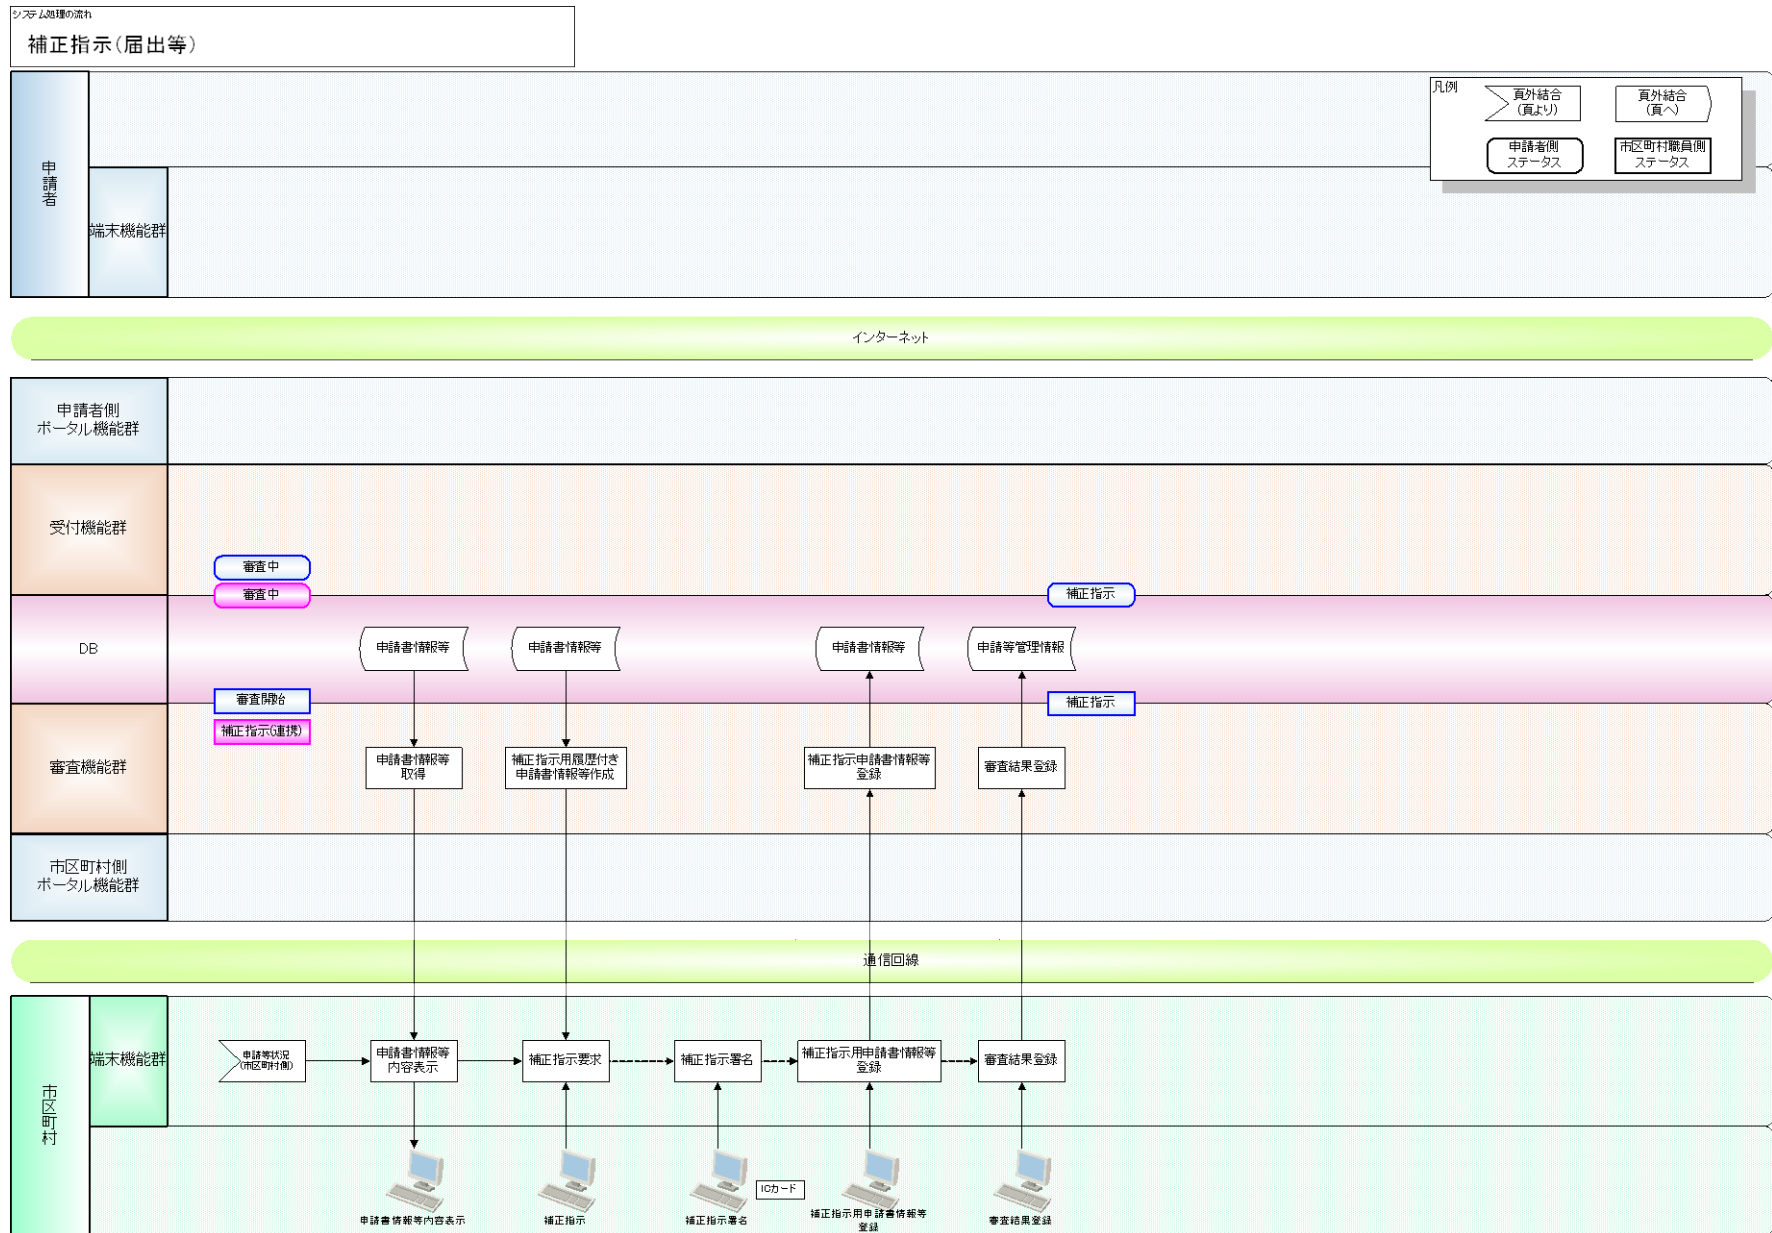 システム処理の流れ
補正指示(届出等)
凡例
頁外結合
(頁より)
頁外結合
(頁へ)
申請者側
ステータス
市区町村職員側
ステータス
申請者
端末機能群
インターネット
申請者側
ポータル機能群
受付機能群
審査中
審査中
補正指示
DB
申請書情報等
申請書情報等
申請書情報等
申請等管理情報
審査開始
補正指示(連携)
補正指示
審査機能群
申請書情報等
取得
補正指示用履歴付き
申請書情報等作成
補正指示申請書情報等
登録
審査結果登録
市区町村側
ポータル機能群
通信回線
市区町村
端末機能群
申請等状況
(市区町村側)
申請書情報等
内容表示
補正指示要求
補正指示署名
補正指示用申請書情報等
登録
審査結果登録
ICカード
申請書情報等内容表示
補正指示
補正指示署名
補正指示用申請書情報等
登録
審査結果登録